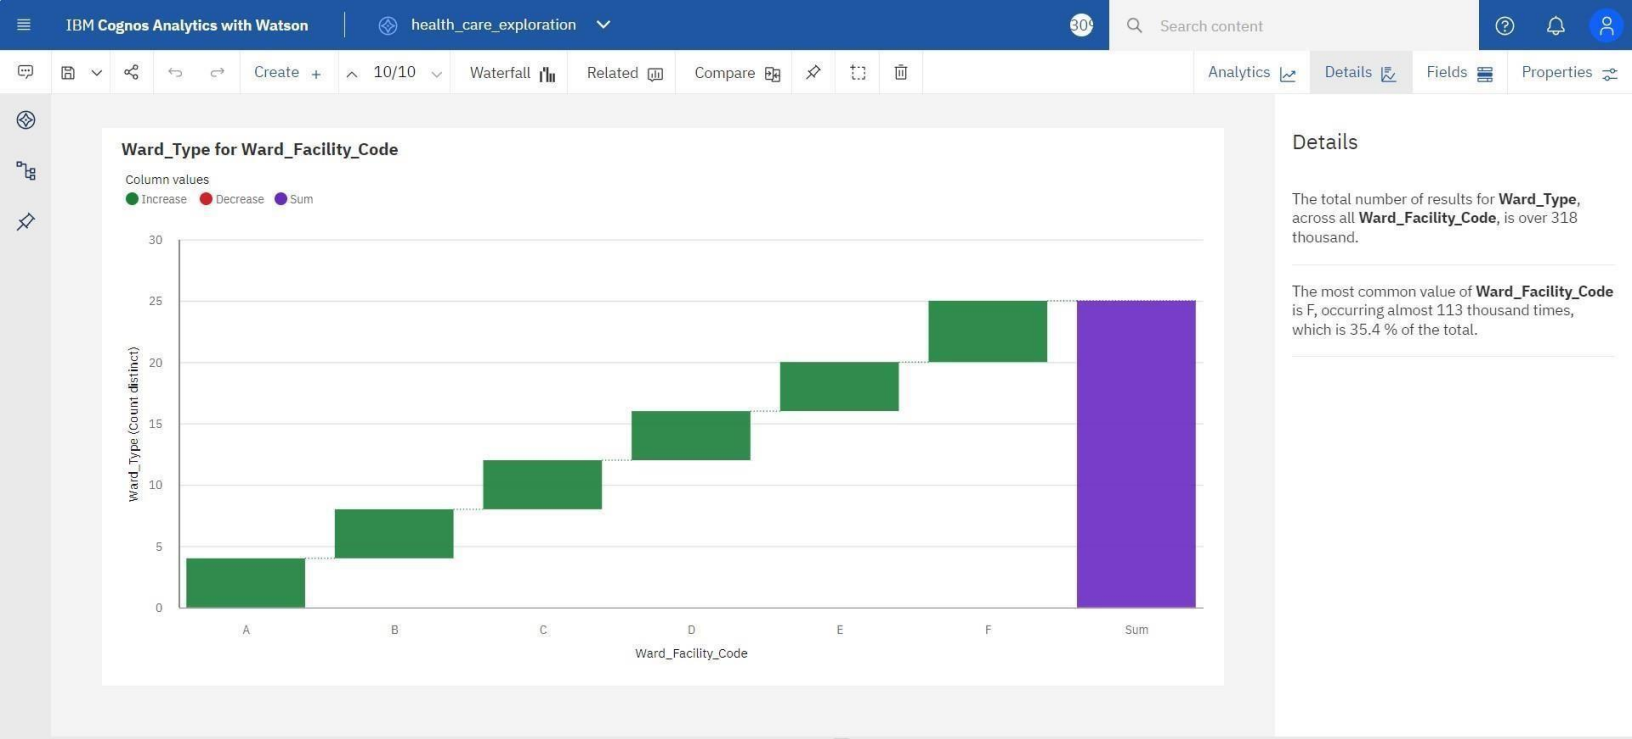 IBM Cognos Analytics with Watson
health_care_exploration
Search content
Create +
10/10
Waterfall
Related
Compare
Analytics
Details
Fields
Properties
Ward_Type for Ward_Facility_Code
Column values
Increase Decrease Sum
30
25
20
15
10
5
0
Ward_Type (Count distinct)
A B C D E F Sum
Ward_Facility_Code
Details
The total number of results for Ward_Type,
across all Ward_Facility_Code, is over 318
thousand.
The most common value of Ward_Facility_Code
is F, occurring almost 113 thousand times,
which is 35.4 % of the total.